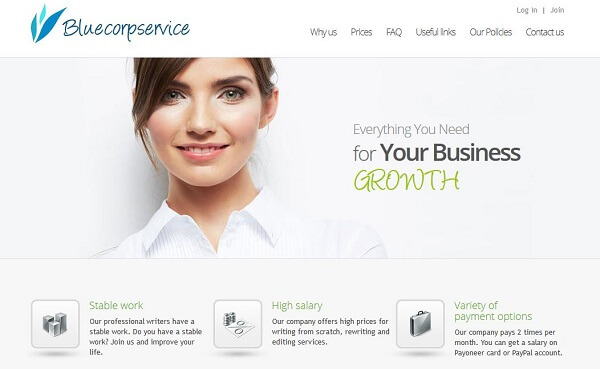 Log In | Join
Bluecorpservice
Why us Prices FAQ Useful links Our Policies Contact us
Everything You Need
for Your Business
GROWTH
Stable work
Our professional writers have a
stable work. Do you have a stable
work? Join us and improve your
life.
High salary
Our company offers high prices for
writing from scratch, rewriting and
editing services.
Variety of
payment options
Our company pays 2 times per
month. You can get a salary on
Payoneer card or PayPal account.